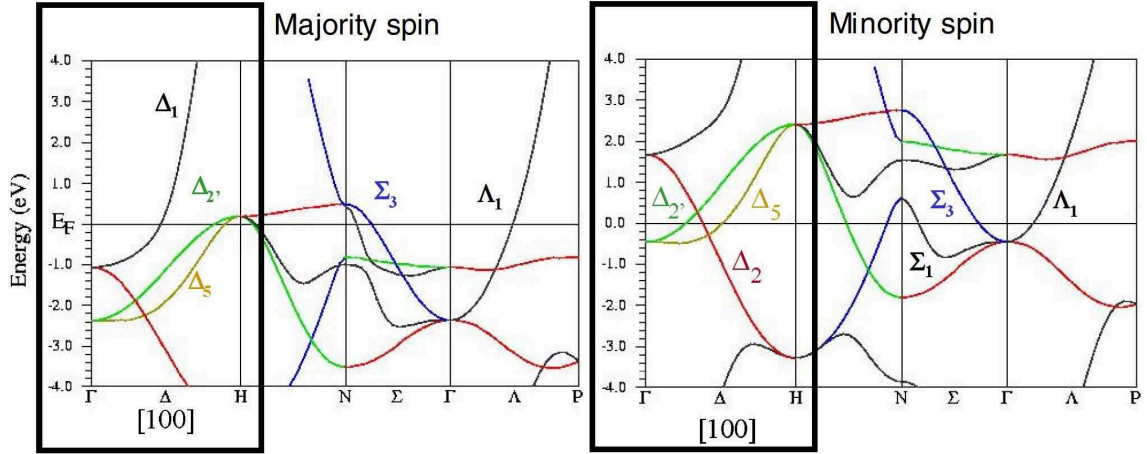 Majority spin
Minority spin
Energy (eV)
4.0
3.0
2.0
1.0
E_F
-1.0
-2.0
-3.0
-4.0
Δ₁
Δ₂'
Δ₅
Σ₃
Λ₁
Γ Δ H N Σ Γ Λ P
[100]
4.0
3.0
2.0
1.0
0.0
-1.0
-2.0
-3.0
-4.0
Δ₂'
Δ₅
Δ₂
Σ₃
Σ₁
Λ₁
Γ Δ H N Σ Γ Λ P
[100]